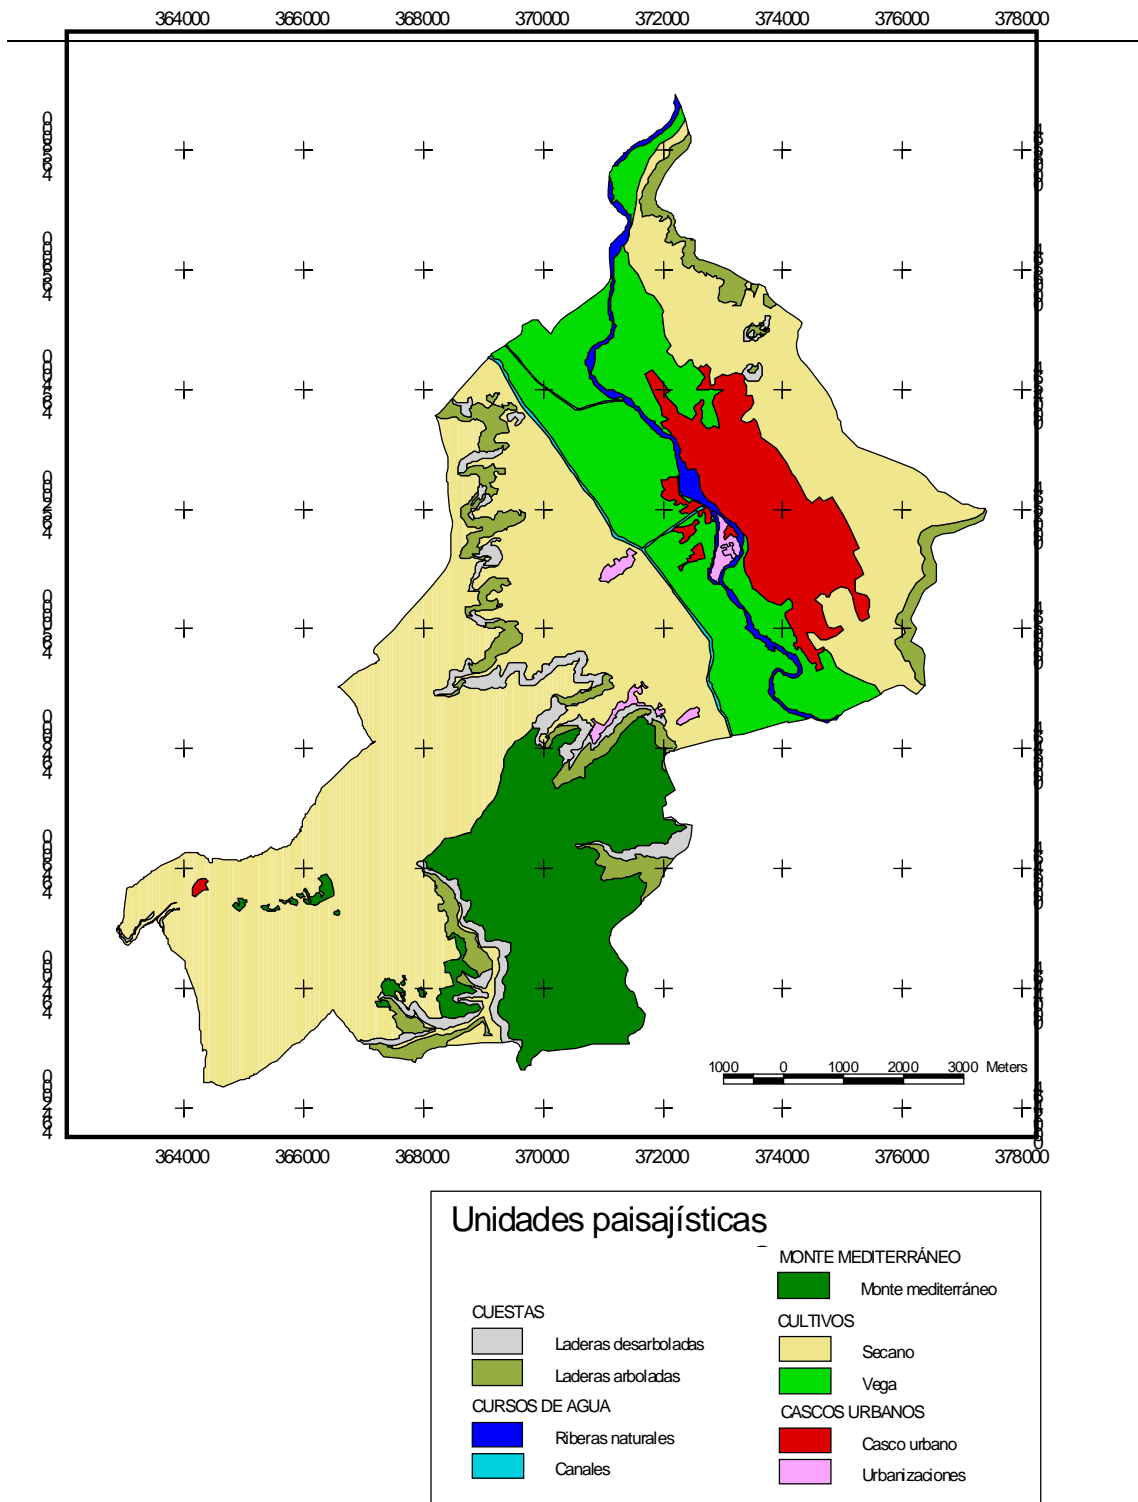 364000 366000 368000 370000 372000 374000 376000 378000
1000 0 1000 2000 3000 Meters
364000 366000 368000 370000 372000 374000 376000 378000
Unidades paisajísticas
MONTE MEDITERRÁNEO
Monte mediterráneo
CUESTAS
Laderas desarboladas
Laderas arboladas
CURSOS DE AGUA
Riberas naturales
Canales
CULTIVOS
Secano
Vega
CASCOS URBANOS
Casco urbano
Urbanizaciones